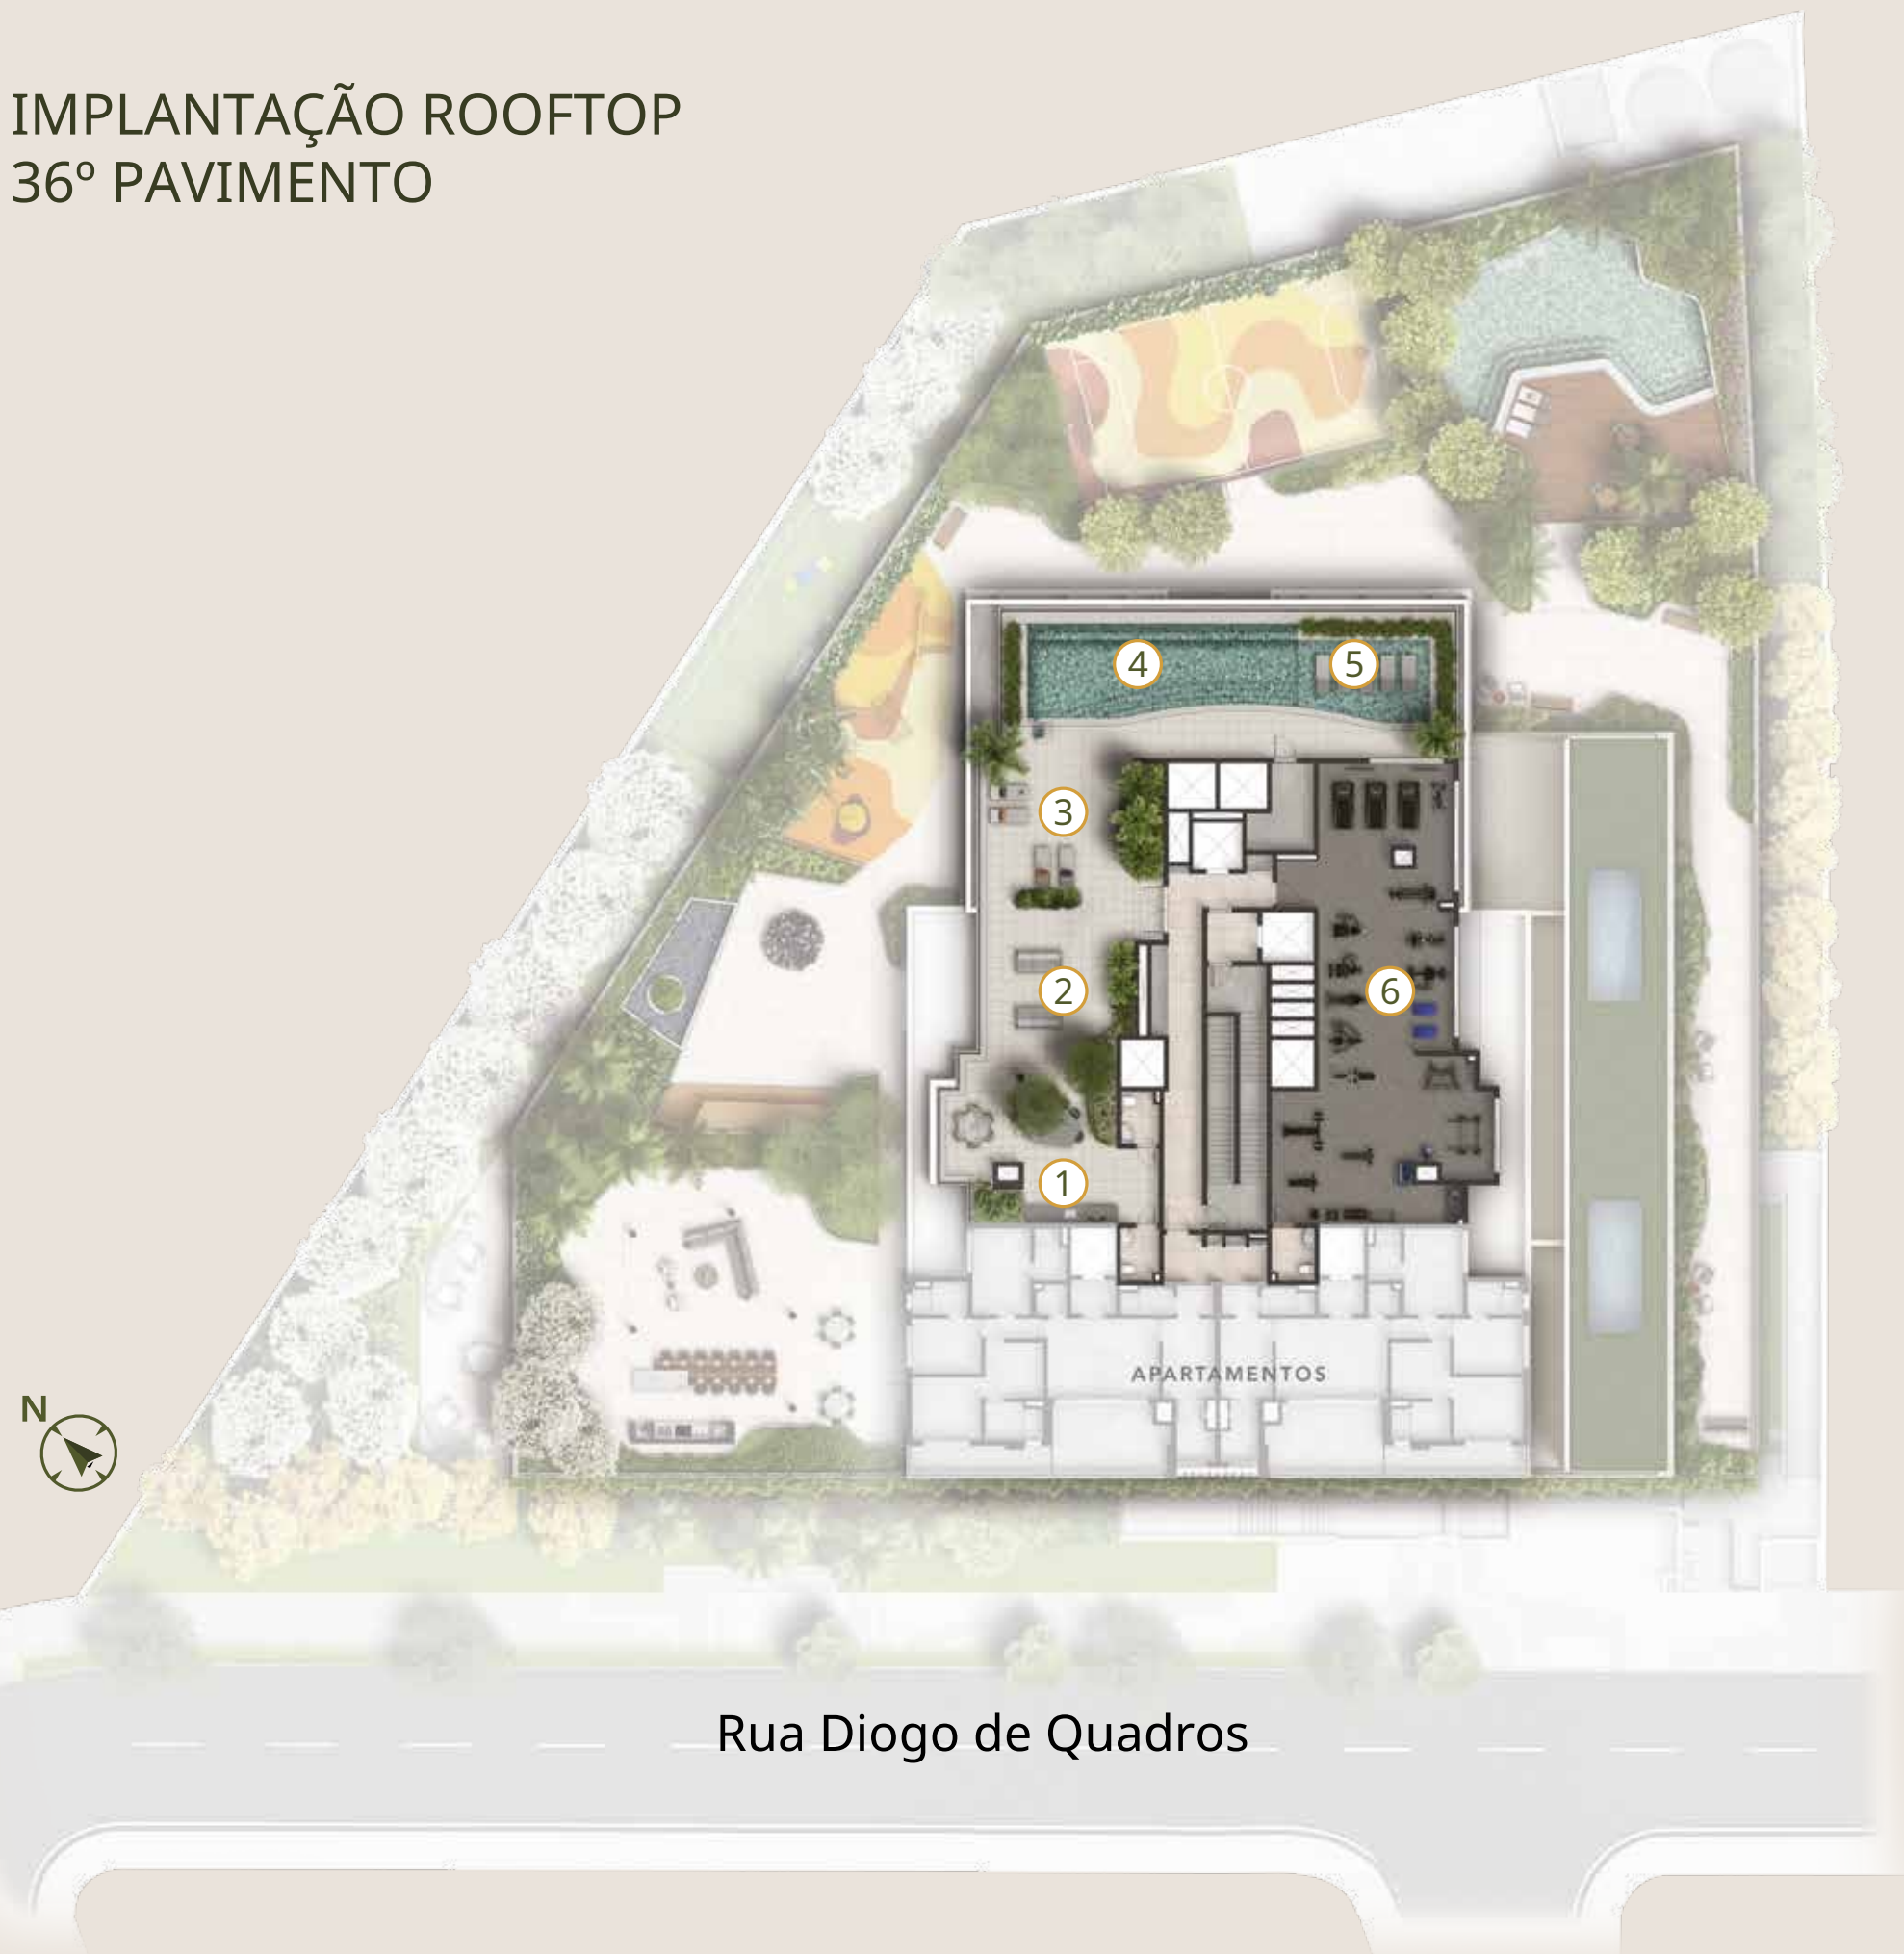 IMPLANTAÇÃO ROOFTOP
36º PAVIMENTO
4
5
3
2
6
1
APARTAMENTOS
N
Rua Diogo de Quadros